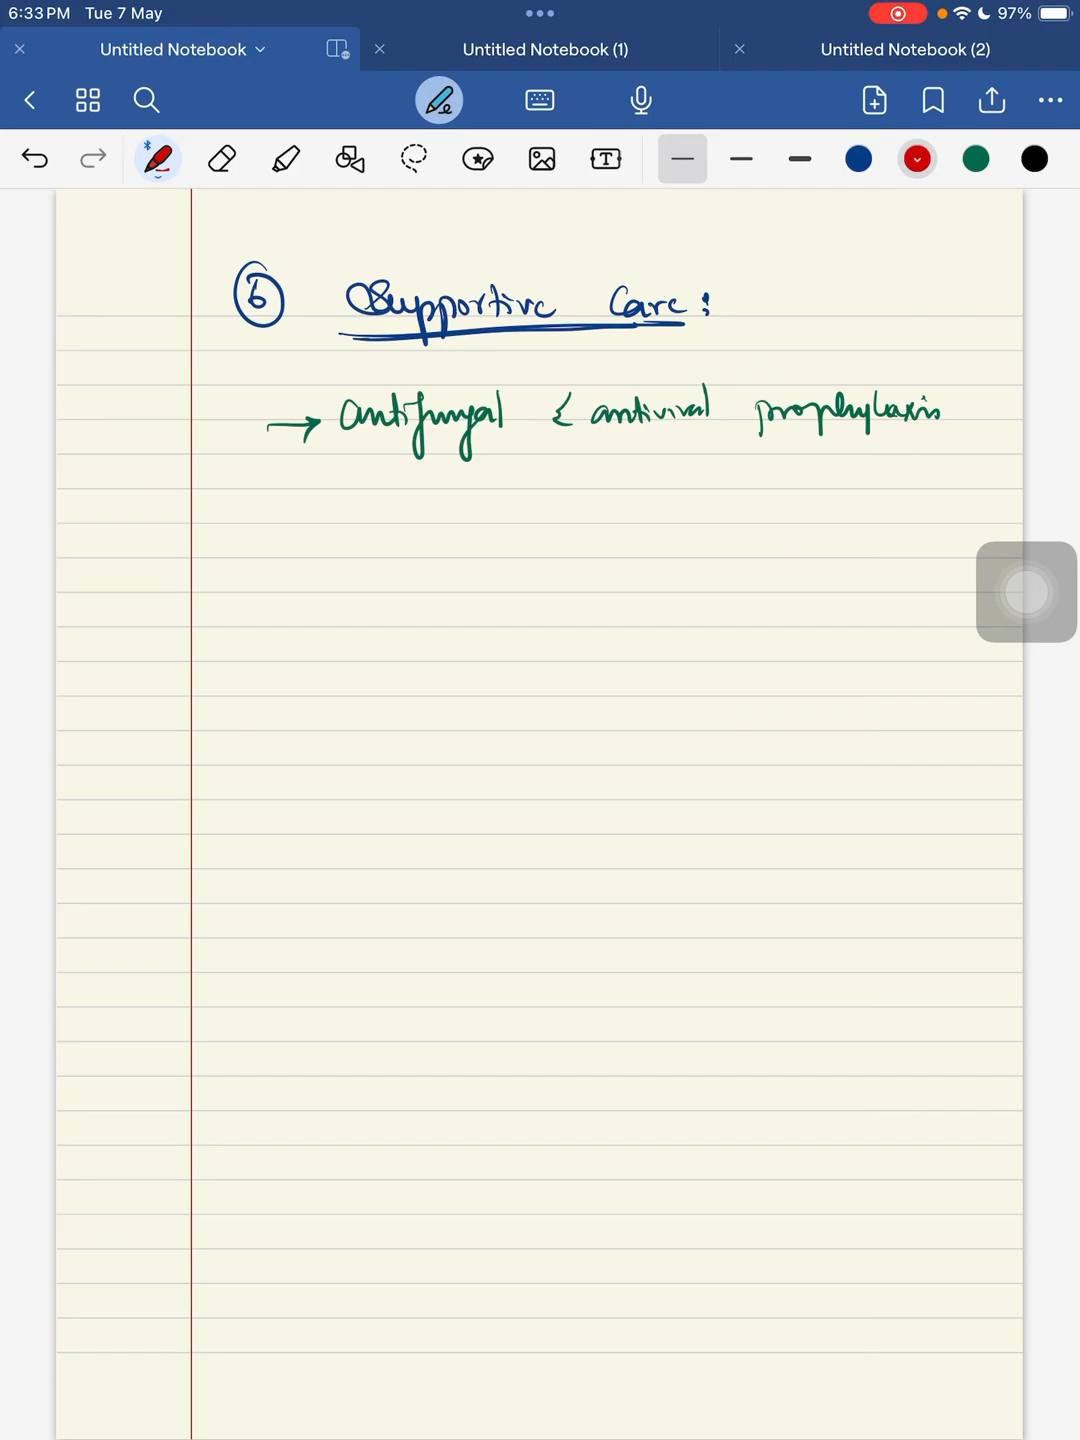 6:33 PM Tue 7 May 97%
Untitled Notebook Untitled Notebook (1) Untitled Notebook (2)
6 Supportive Care:
→ antifungal & antiviral prophylaxis